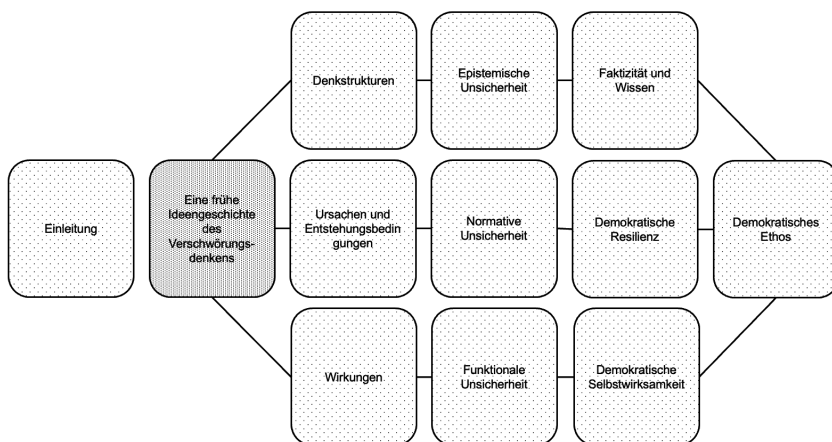 Denkstrukturen
Epistemische
Unsicherheit
Faktizität und
Wissen
Einleitung
Eine frühe
Ideengeschichte
des
Verschwörungs-
denkens
Ursachen und
Entstehungsbedin
gungen
Normative
Unsicherheit
Demokratische
Resilienz
Demokratisches
Ethos
Wirkungen
Funktionale
Unsicherheit
Demokratische
Selbstwirksamkeit